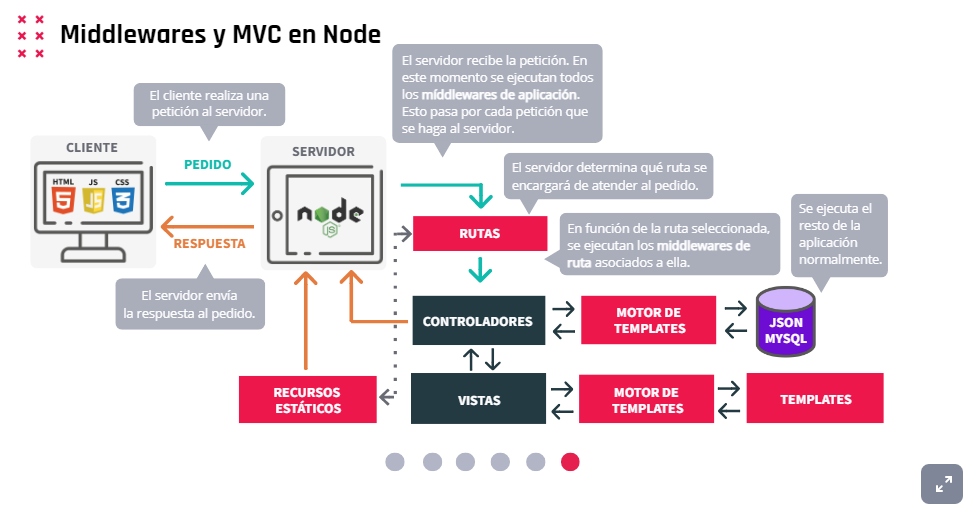 Middlewares y MVC en Node
El cliente realiza una
petición al servidor.
El servidor recibe la petición. En
este momento se ejecutan todos
los míddlewares de aplicación.
Esto pasa por cada petición que
se haga al servidor.
CLIENTE
HTML
JS
CSS
5
JS
3
PEDIDO
RESPUESTA
SERVIDOR
node
JS
El servidor determina qué ruta se
encargará de atender al pedido.
RUTAS
En función de la ruta seleccionada,
se ejecutan los middlewares de
ruta asociados a ella.
Se ejecuta el
resto de la
aplicación
normalmente.
El servidor envía
la respuesta al pedido.
CONTROLADORES
MOTOR DE
TEMPLATES
JSON
MYSQL
RECURSOS
ESTÁTICOS
VISTAS
MOTOR DE
TEMPLATES
TEMPLATES